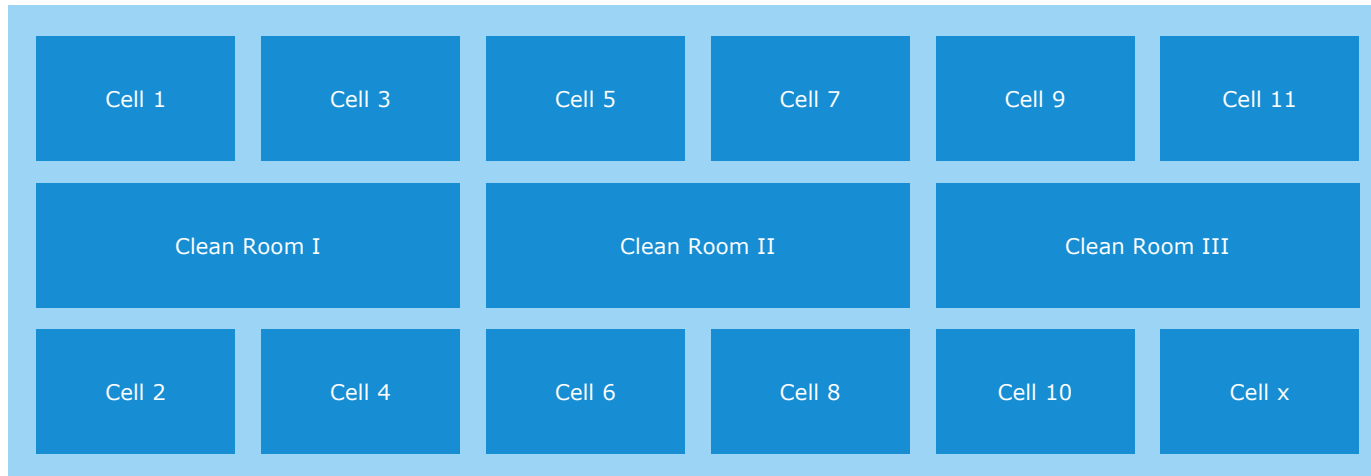 Cell 1
Cell 3
Cell 5
Cell 7
Cell 9
Cell 11
Clean Room I
Clean Room II
Clean Room III
Cell 2
Cell 4
Cell 6
Cell 8
Cell 10
Cell x